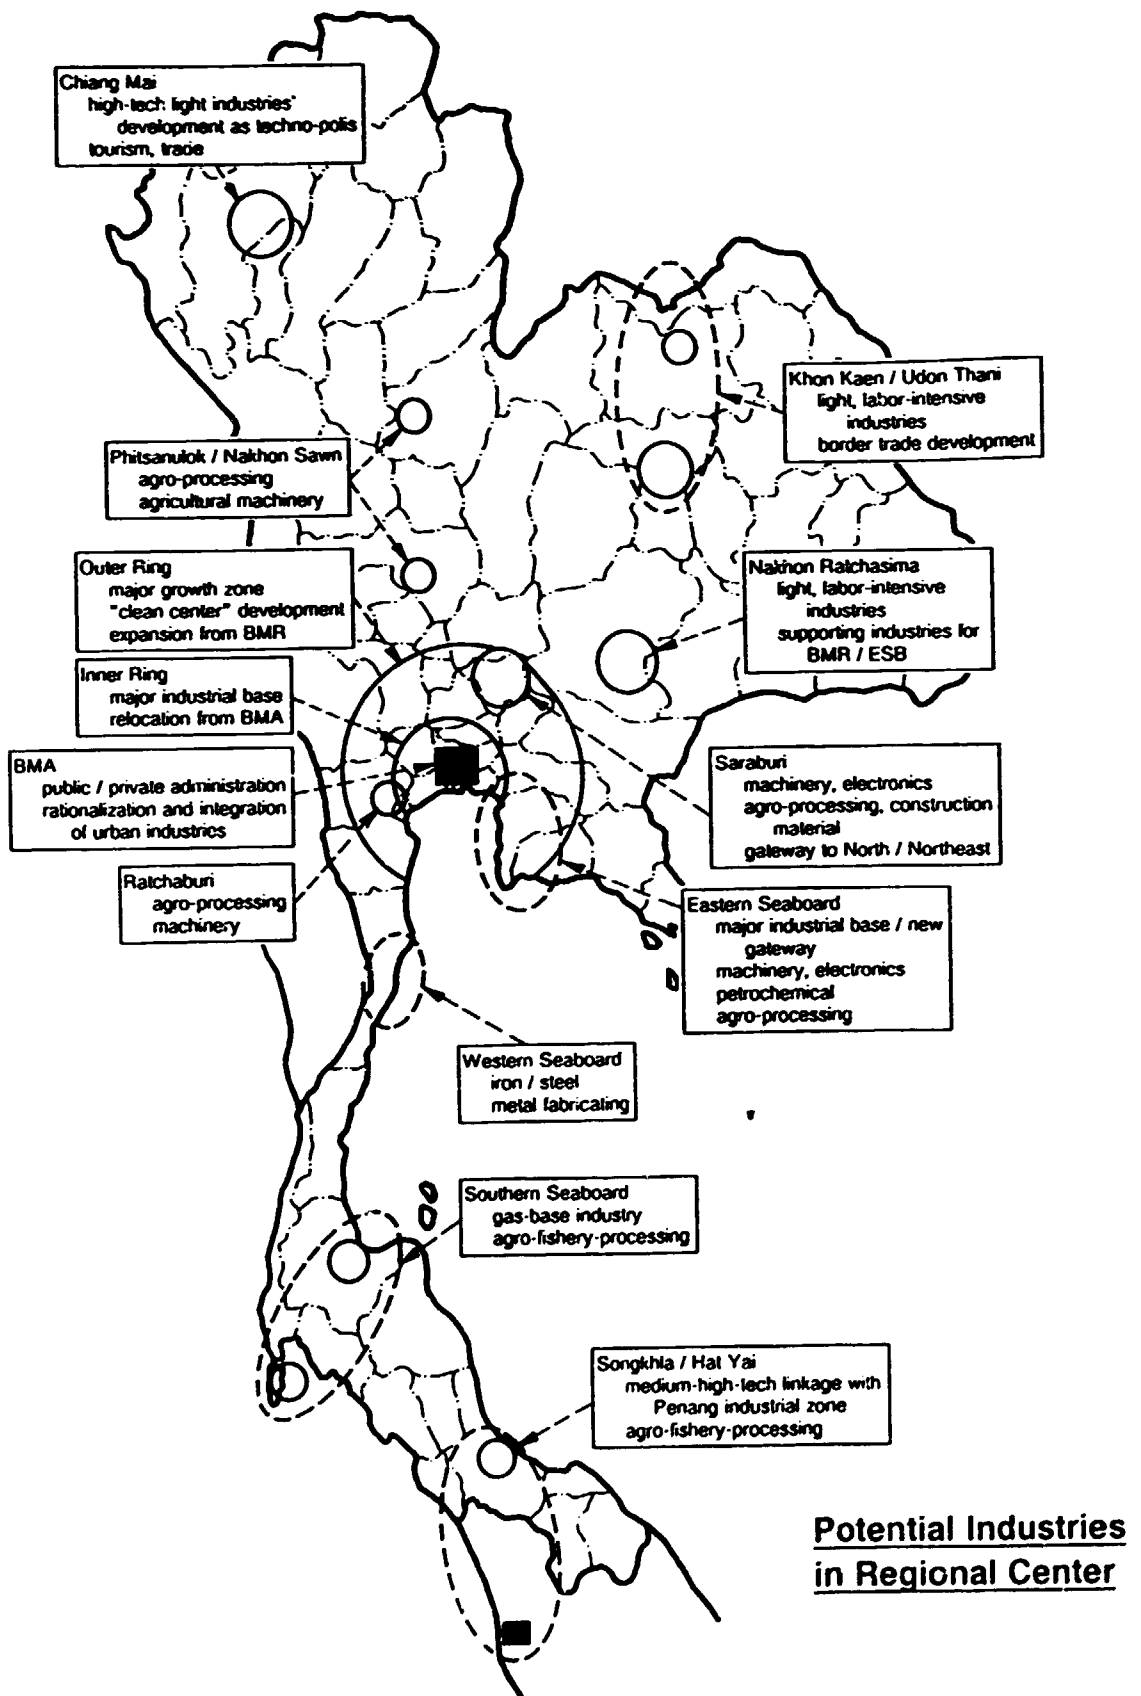 Chiang Mai
high-tech light industries'
development as techno-polis
tourism, trade
Khon Kaen / Udon Thani
light, labor-intensive
industries
border trade development
Phitsanulok / Nakhon Sawn
agro-processing
agricultural machinery
Outer Ring
major growth zone
"clean center" development
expansion from BMR
Nakhon Ratchasima
light, labor-intensive
industries
supporting industries for
BMR / ESB
Inner Ring
major industrial base
relocation from BMA
BMA
public / private administration
rationalization and integration
of urban industries
Saraburi
machinery, electronics
agro-processing, construction
material
gateway to North / Northeast
Ratchaburi
agro-processing
machinery
Eastern Seaboard
major industrial base / new
gateway
machinery, electronics
petrochemical
agro-processing
Western Seaboard
iron / steel
metal fabricating
Southern Seaboard
gas-base industry
agro-fishery-processing
Songkhla / Hat Yai
medium-high-tech linkage with
Penang industrial zone
agro-fishery-processing
Potential Industries
in Regional Center